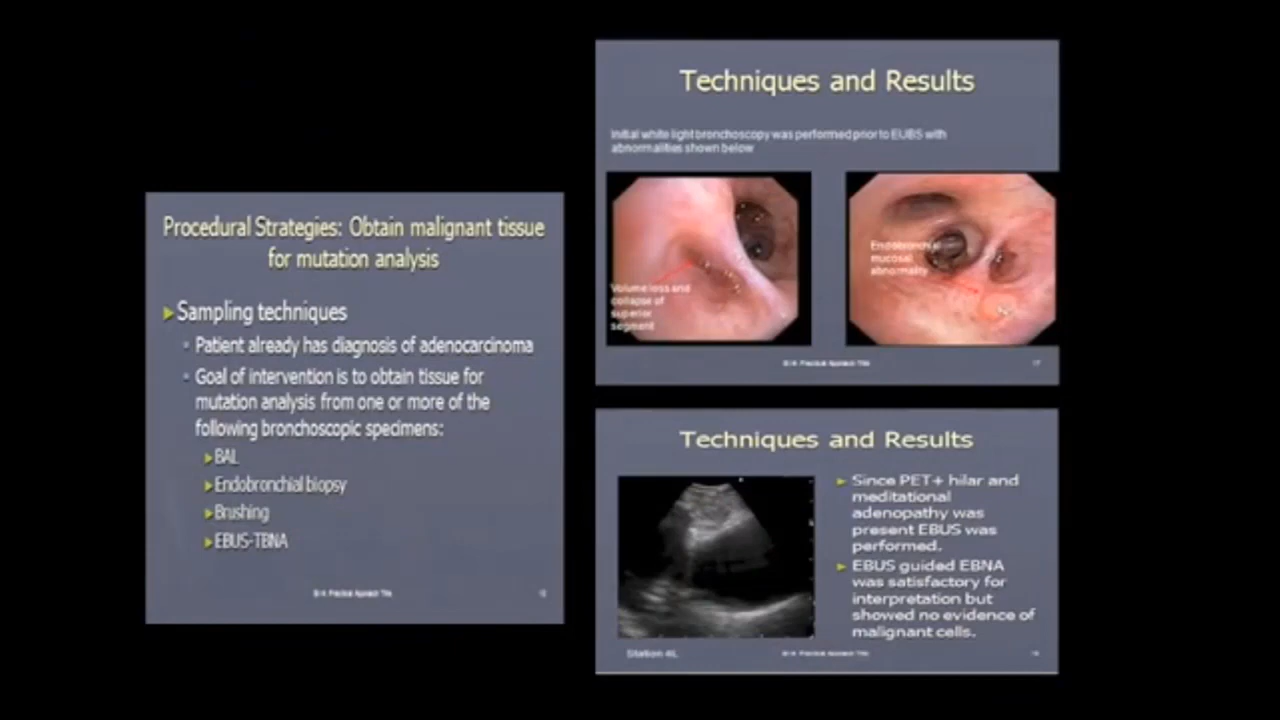 Procedural Strategies: Obtain malignant tissue
for mutation analysis
Sampling techniques
Patient already has diagnosis of adenocarcinoma
Goal of intervention is to obtain tissue for
mutation analysis from one or more of the
following bronchoscopic specimens:
BAL
Endobronchial biopsy
Brushing
EBUS-TBNA
Techniques and Results
Initial white light bronchoscopy was performed prior to EUBS with
abnormalities shown below
Volume loss and
collapse of
superior
segment
Endobronchial
mucosal
abnormality
17
Techniques and Results
Since PET+ hilar and
meditational
adenopathy was
present EBUS was
performed.
EBUS guided EBNA
was satisfactory for
interpretation but
showed no evidence of
malignant cells.
Station 4L